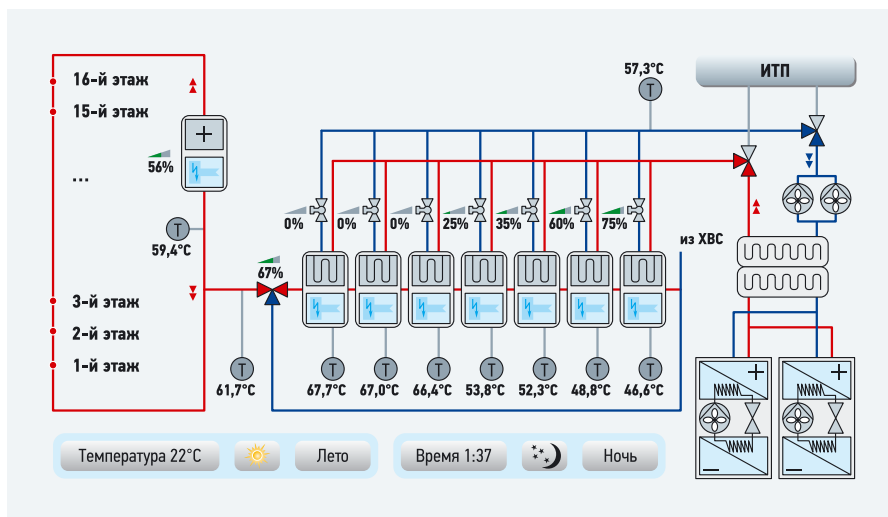 57,3°C
ИТП
16-й этаж
15-й этаж
56%
...
59,4°C
0%
0%
0%
25%
35%
60%
75%
из ХВС
67%
3-й этаж
2-й этаж
1-й этаж
T
T
T
T
T
T
T
T
T
T
61,7°C
67,7°C
67,0°C
66,4°C
53,8°C
52,3°C
48,8°C
46,6°C
Температура 22°C
Лето
Время 1:37
Ночь